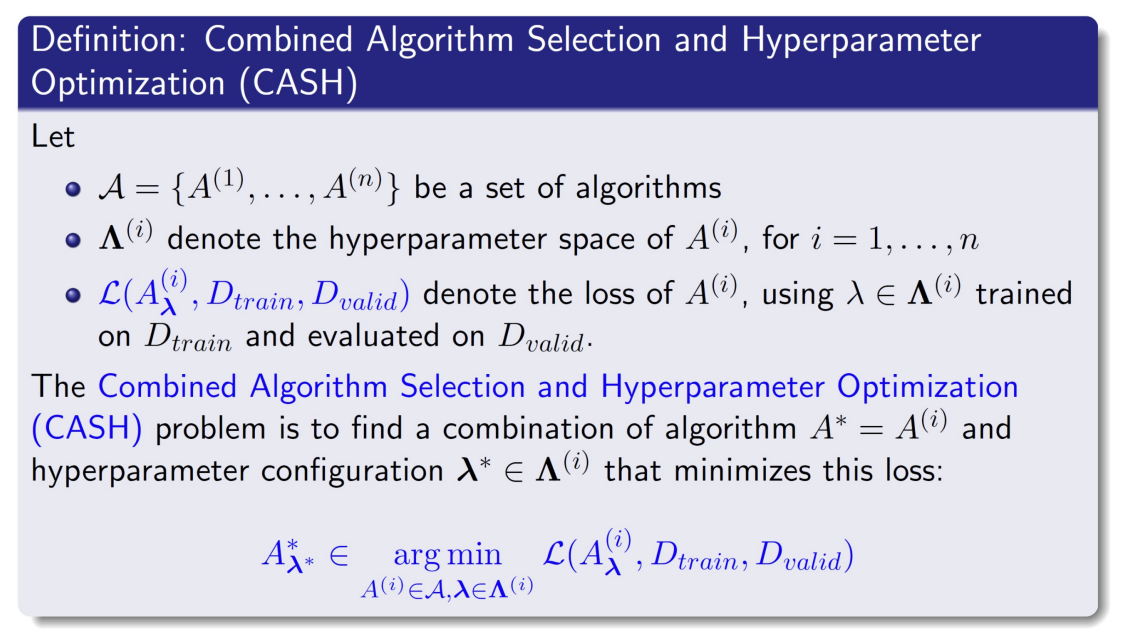 Definition: Combined Algorithm Selection and Hyperparameter
Optimization (CASH)
Let
• $\mathcal{A} = \{A^{(1)}, \ldots, A^{(n)}\}$ be a set of algorithms
• $\mathbf{\Lambda}^{(i)}$ denote the hyperparameter space of $A^{(i)}$, for $i = 1, \ldots, n$
• $\mathcal{L}(A^{(i)}_{\boldsymbol{\lambda}}, D_{train}, D_{valid})$ denote the loss of $A^{(i)}$, using $\lambda \in \mathbf{\Lambda}^{(i)}$ trained
on $D_{train}$ and evaluated on $D_{valid}$.
The Combined Algorithm Selection and Hyperparameter Optimization
(CASH) problem is to find a combination of algorithm $A^* = A^{(i)}$ and
hyperparameter configuration $\boldsymbol{\lambda}^* \in \mathbf{\Lambda}^{(i)}$ that minimizes this loss:
$A^*_{\boldsymbol{\lambda}^*} \in \underset{A^{(i)} \in \mathcal{A}, \boldsymbol{\lambda} \in \mathbf{\Lambda}^{(i)}}{\arg\min} \mathcal{L}(A^{(i)}_{\boldsymbol{\lambda}}, D_{train}, D_{valid})$